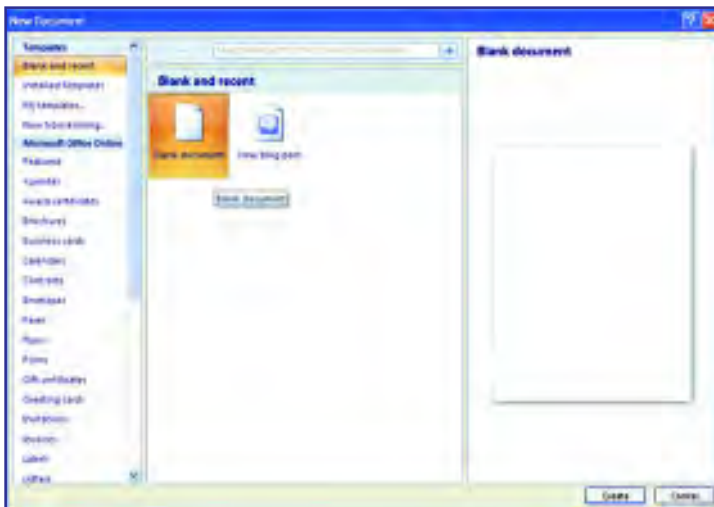 New Document
Templates
Blank and recent
Installed Templates
My templates...
New from existing...
Microsoft Office Online
Featured
Agendas
Award certificates
Brochures
Business cards
Calendars
Contracts
Envelopes
Faxes
Flyers
Forms
Gift certificates
Greeting cards
Invitations
Invoices
Labels
Letters
Blank and recent
Blank document
New blog post
Blank document
Blank document
Create
Cancel